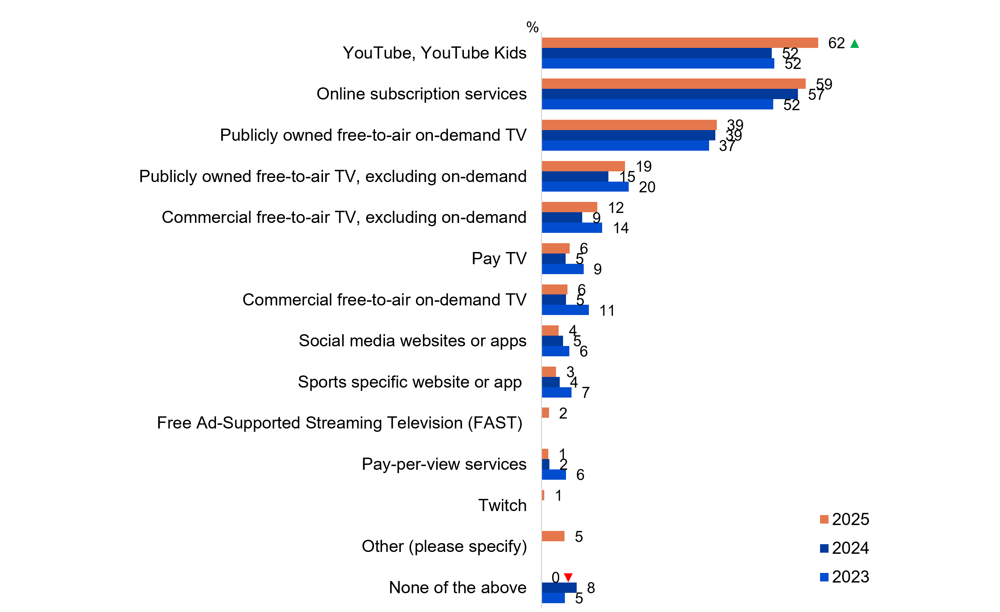 %
YouTube, YouTube Kids
62
52
52
Online subscription services
59
57
52
Publicly owned free-to-air on-demand TV
39
39
37
Publicly owned free-to-air TV, excluding on-demand
19
15
20
Commercial free-to-air TV, excluding on-demand
12
9
14
Pay TV
6
5
9
Commercial free-to-air on-demand TV
6
5
11
Social media websites or apps
4
5
6
Sports specific website or app
3
4
7
Free Ad-Supported Streaming Television (FAST)
2
Pay-per-view services
1
2
6
Twitch
1
Other (please specify)
5
None of the above
0
8
5
2025
2024
2023